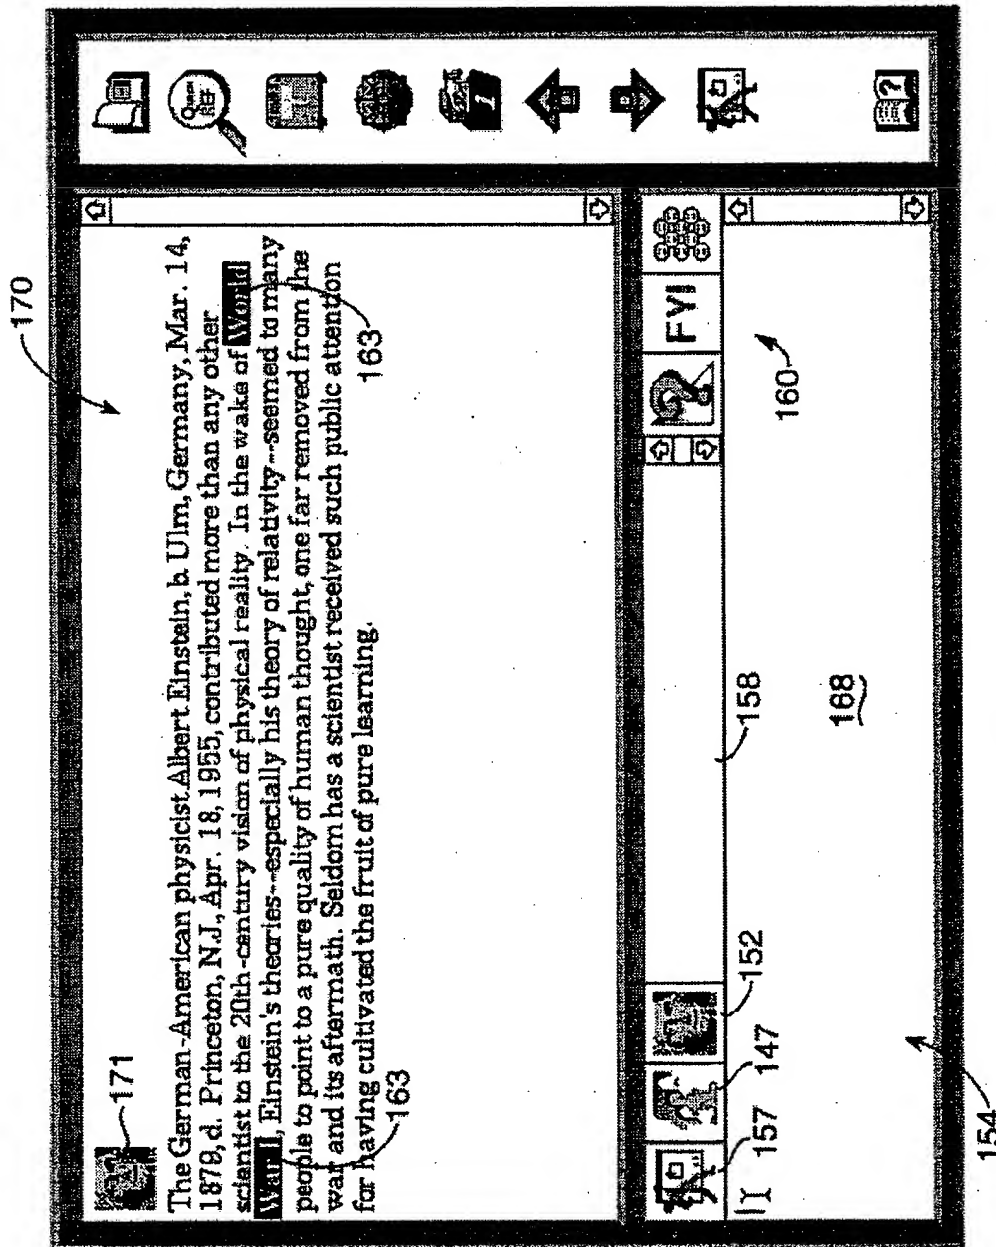 170
171
The German-American physicist Albert Einstein, b. Ulm, Germany, Mar. 14,
1879, d. Princeton, N.J., Apr. 18, 1955, contributed more than any other
scientist to the 20th-century vision of physical reality. In the wake of World
War I, Einstein's theories--especially his theory of relativity--seemed to many
people to point to a pure quality of human thought, one far removed from the
war and its aftermath. Seldom has a scientist received such public attention
for having cultivated the fruit of pure learning.
163
163
i
?
FYI
157
147
152
158
160
168
154